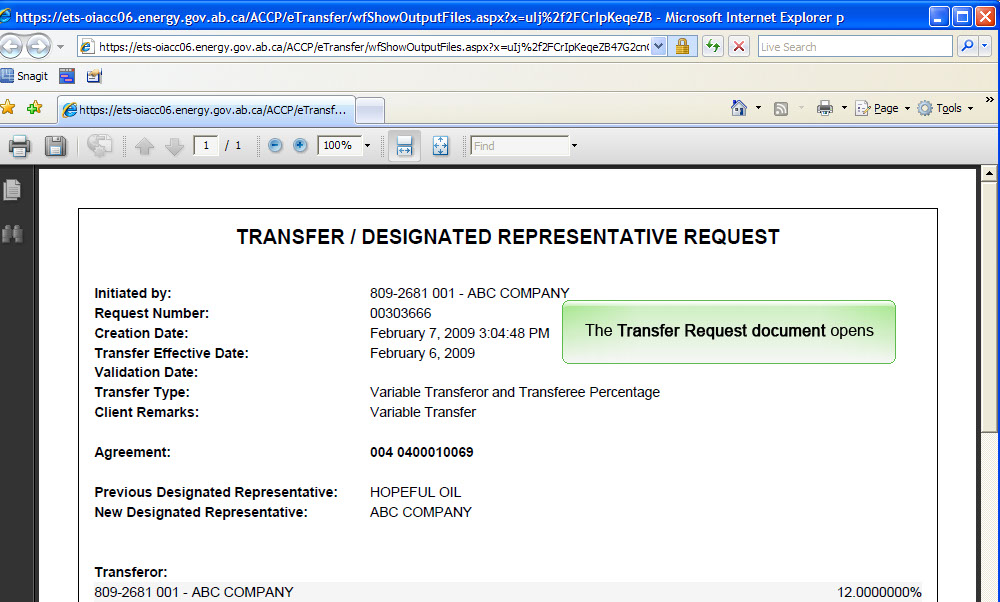 https://ets-oiacc06.energy.gov.ab.ca/ACCP/eTransfer/wfShowOutputFiles.aspx?x=uIj%2f2FCrIpKeqeZB - Microsoft Internet Explorer p
https://ets-oiacc06.energy.gov.ab.ca/ACCP/eTransfer/wfShowOutputFiles.aspx?x=uIj%2f2FCrIpKeqeZB47G2cn
Live Search
Snagit
https://ets-oiacc06.energy.gov.ab.ca/ACCP/eTransf...
Page
Tools
»
1 / 1
100%
Find
TRANSFER / DESIGNATED REPRESENTATIVE REQUEST
Initiated by: 809-2681 001 - ABC COMPANY
Request Number: 00303666
Creation Date: February 7, 2009 3:04:48 PM
The Transfer Request document opens
Transfer Effective Date: February 6, 2009
Validation Date:
Transfer Type: Variable Transferor and Transferee Percentage
Client Remarks: Variable Transfer
Agreement: 004 0400010069
Previous Designated Representative: HOPEFUL OIL
New Designated Representative: ABC COMPANY
Transferor:
809-2681 001 - ABC COMPANY 12.0000000%